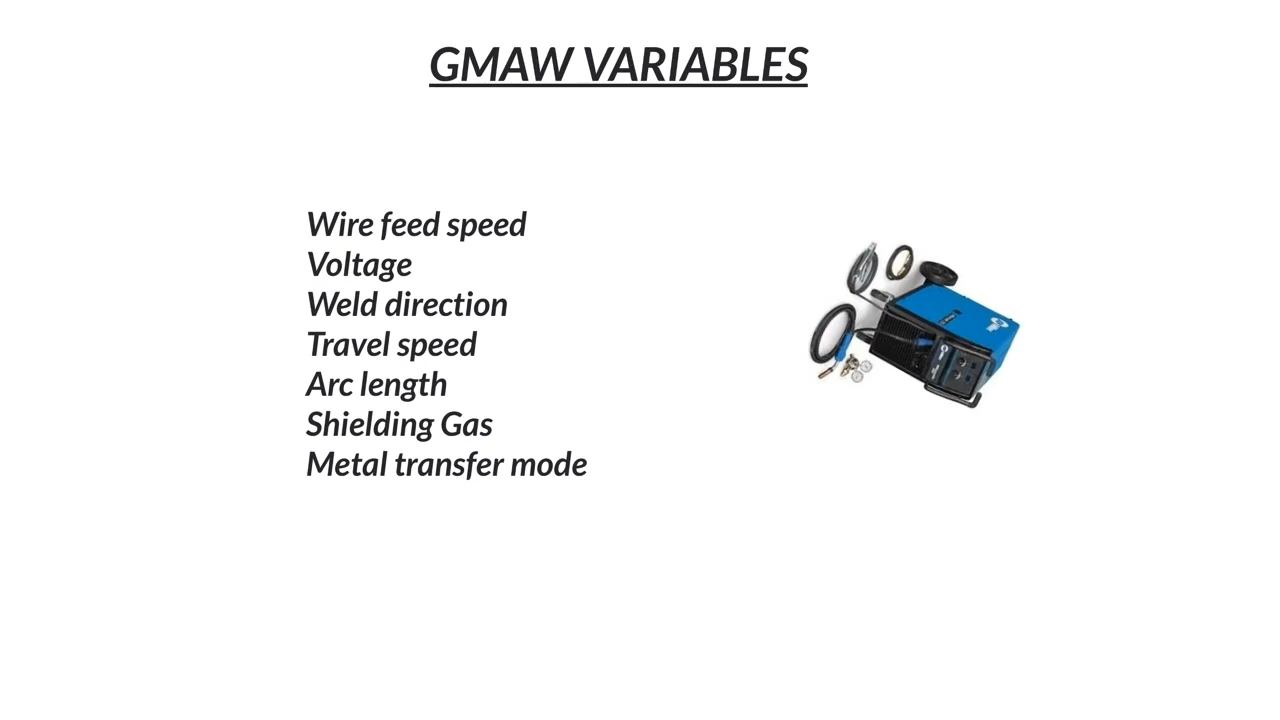 GMAW VARIABLES
Wire feed speed
Voltage
Weld direction
Travel speed
Arc length
Shielding Gas
Metal transfer mode